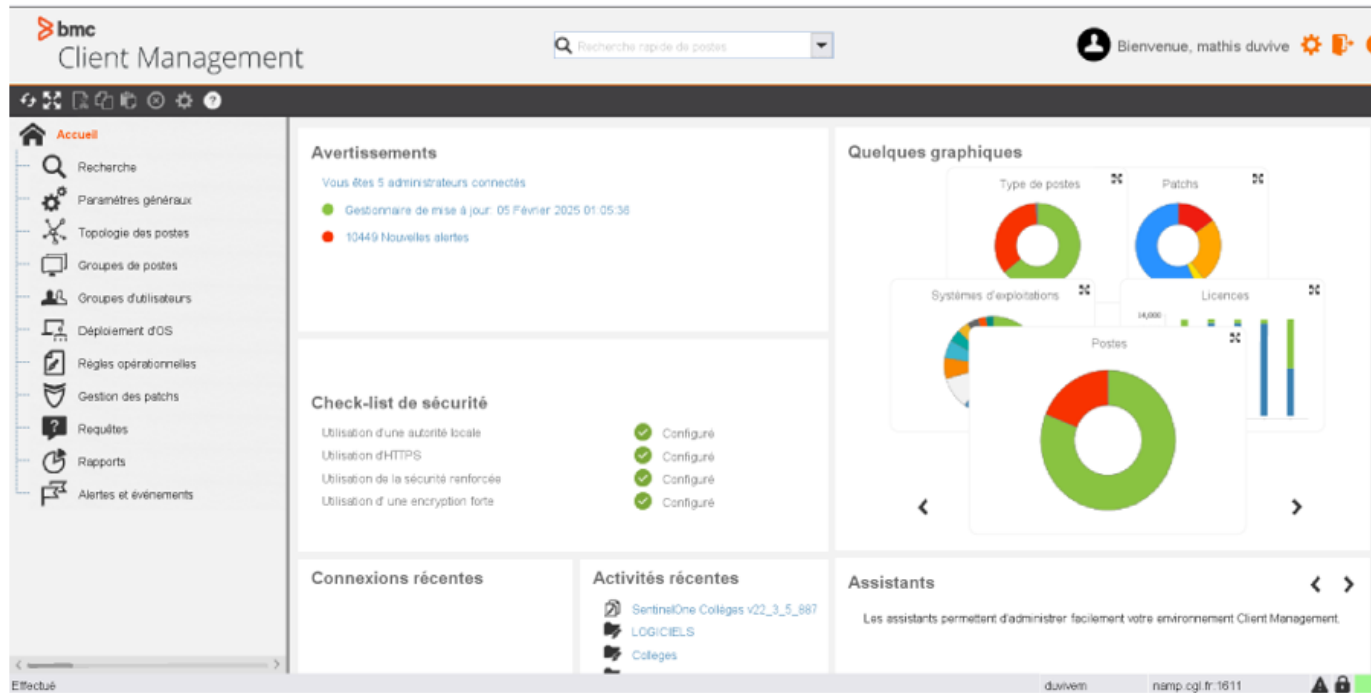 bmc
Client Management
Recherche rapide de postes
Bienvenue, mathis duvive
Accueil
Recherche
Paramètres généraux
Topologie des postes
Groupes de postes
Groupes d'utilisateurs
Déploiement d'OS
Règles opérationnelles
Gestion des patchs
Requêtes
Rapports
Alertes et événements
Avertissements
Vous êtes 5 administrateurs connectés
Gestionnaire de mise à jour: 05 Février 2025 01:05:36
10449 Nouvelles alertes
Check-list de sécurité
Utilisation d'une autorité locale
Configuré
Utilisation d'HTTPS
Configuré
Utilisation de la sécurité renforcée
Configuré
Utilisation d' une encryption forte
Configuré
Quelques graphiques
Type de postes
Patchs
Systèmes d'exploitations
Licences
14,000
Postes
Connexions récentes
Activités récentes
SentinelOne Collèges v22_3_5_887
LOGICIELS
Colleges
Assistants
Les assistants permettent d'administrer facilement votre environnement Client Management.
Effectué
duvivem
namp.cgl.fr:1611